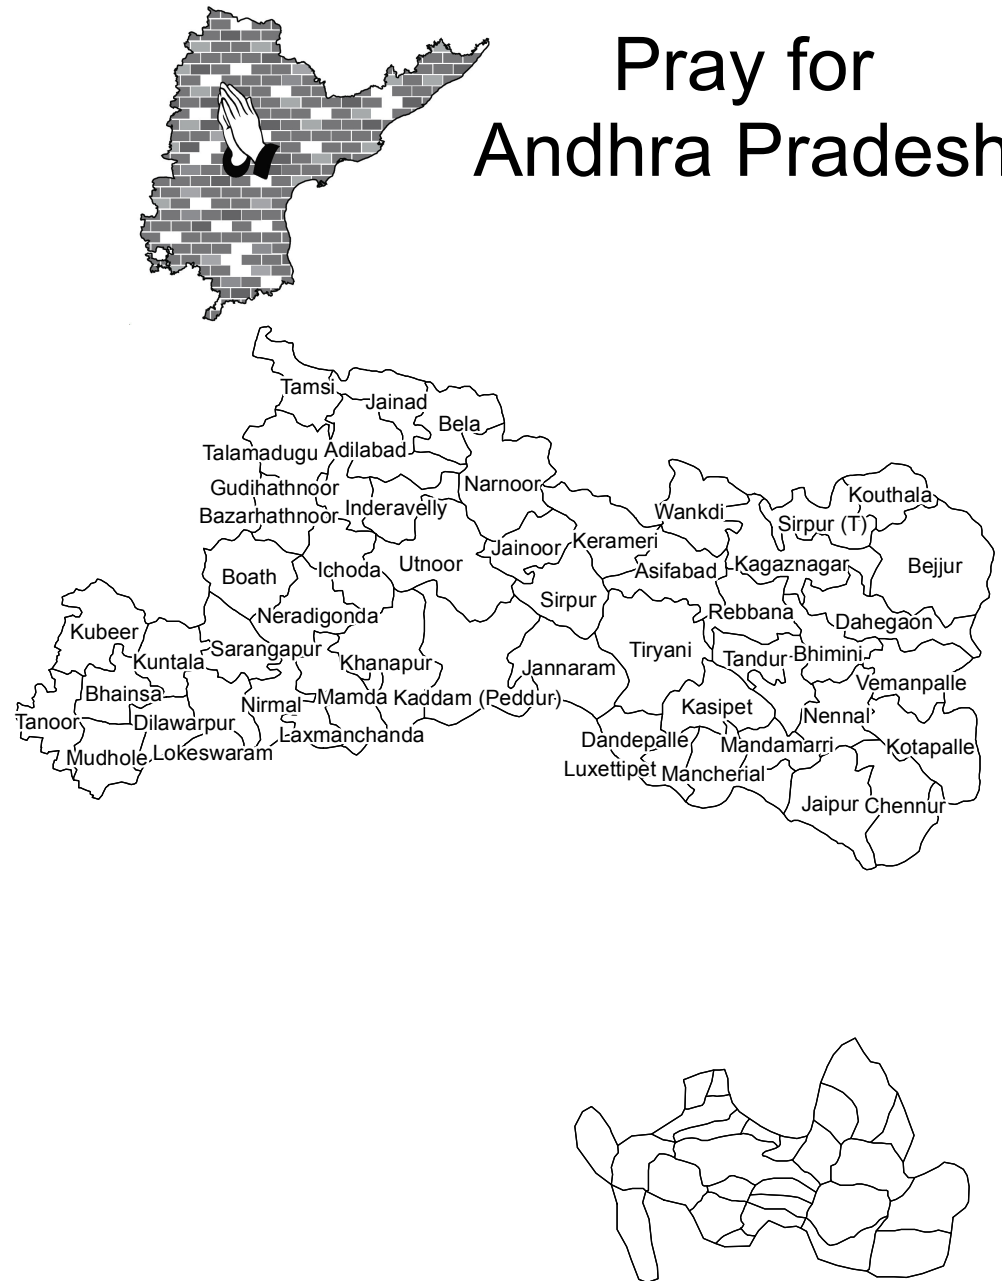 Pray for
Andhra Pradesh
Tamsi
Jainad
Bela
Talamadugu
Adilabad
Gudihathnoor
Inderavelly
Narnoor
Bazarhathnoor
Wankdi
Kouthala
Sirpur (T)
Boath
Ichoda
Utnoor
Jainoor
Kerameri
Asifabad
Kagaznagar
Bejjur
Neradigonda
Sirpur
Rebbana
Dahegaon
Kubeer
Kuntala
Sarangapur
Khanapur
Jannaram
Tiryani
Tandur
Bhimini
Bhainsa
Nirmal
Mamda
Kaddam (Peddur)
Kasipet
Vemanpalle
Tanoor
Dilawarpur
Laxmanchanda
Dandepalle
Mandamarri
Nennal
Kotapalle
Mudhole
Lokeswaram
Luxettipet
Mancherial
Jaipur
Chennur